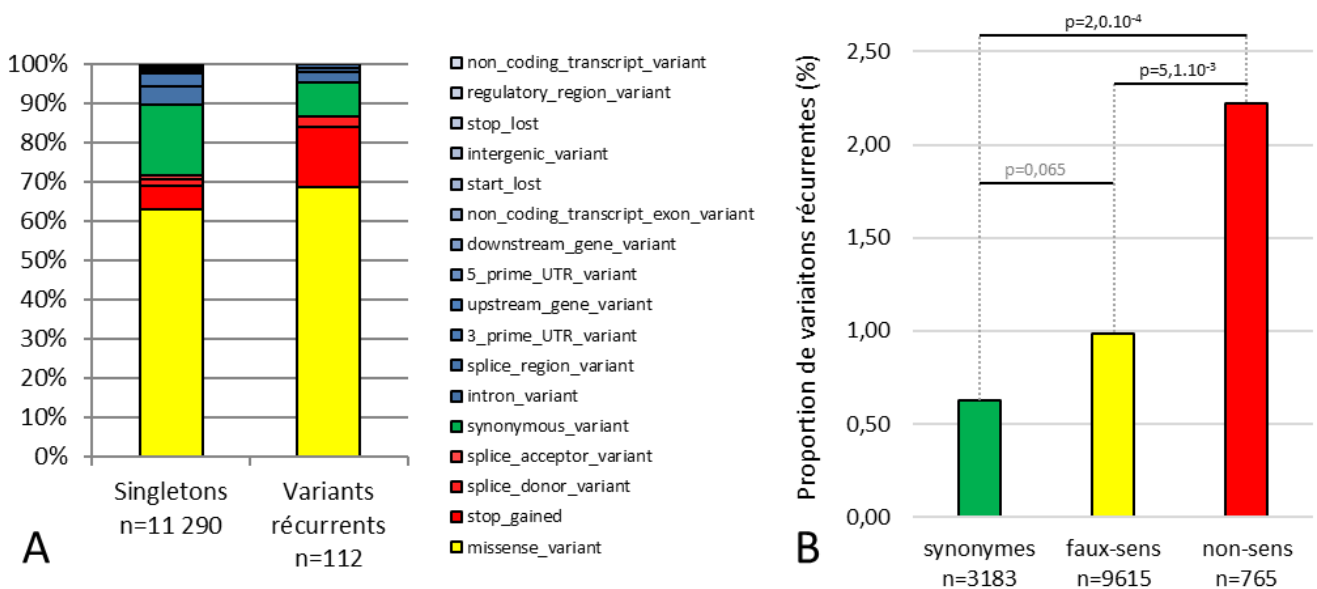 100%
90%
80%
70%
60%
50%
40%
30%
20%
10%
0%
Singletons
n=11 290
Variants
récurrents
n=112
A
non_coding_transcript_variant
regulatory_region_variant
stop_lost
intergenic_variant
start_lost
non_coding_transcript_exon_variant
downstream_gene_variant
5_prime_UTR_variant
upstream_gene_variant
3_prime_UTR_variant
splice_region_variant
intron_variant
synonymous_variant
splice_acceptor_variant
splice_donor_variant
stop_gained
missense_variant
Proportion de variaitons récurrentes (%)
2,50
2,00
1,50
1,00
0,50
0,00
p=2,0.10-4
p=5,1.10-3
p=0,065
synonymes
n=3183
faux-sens
n=9615
non-sens
n=765
B